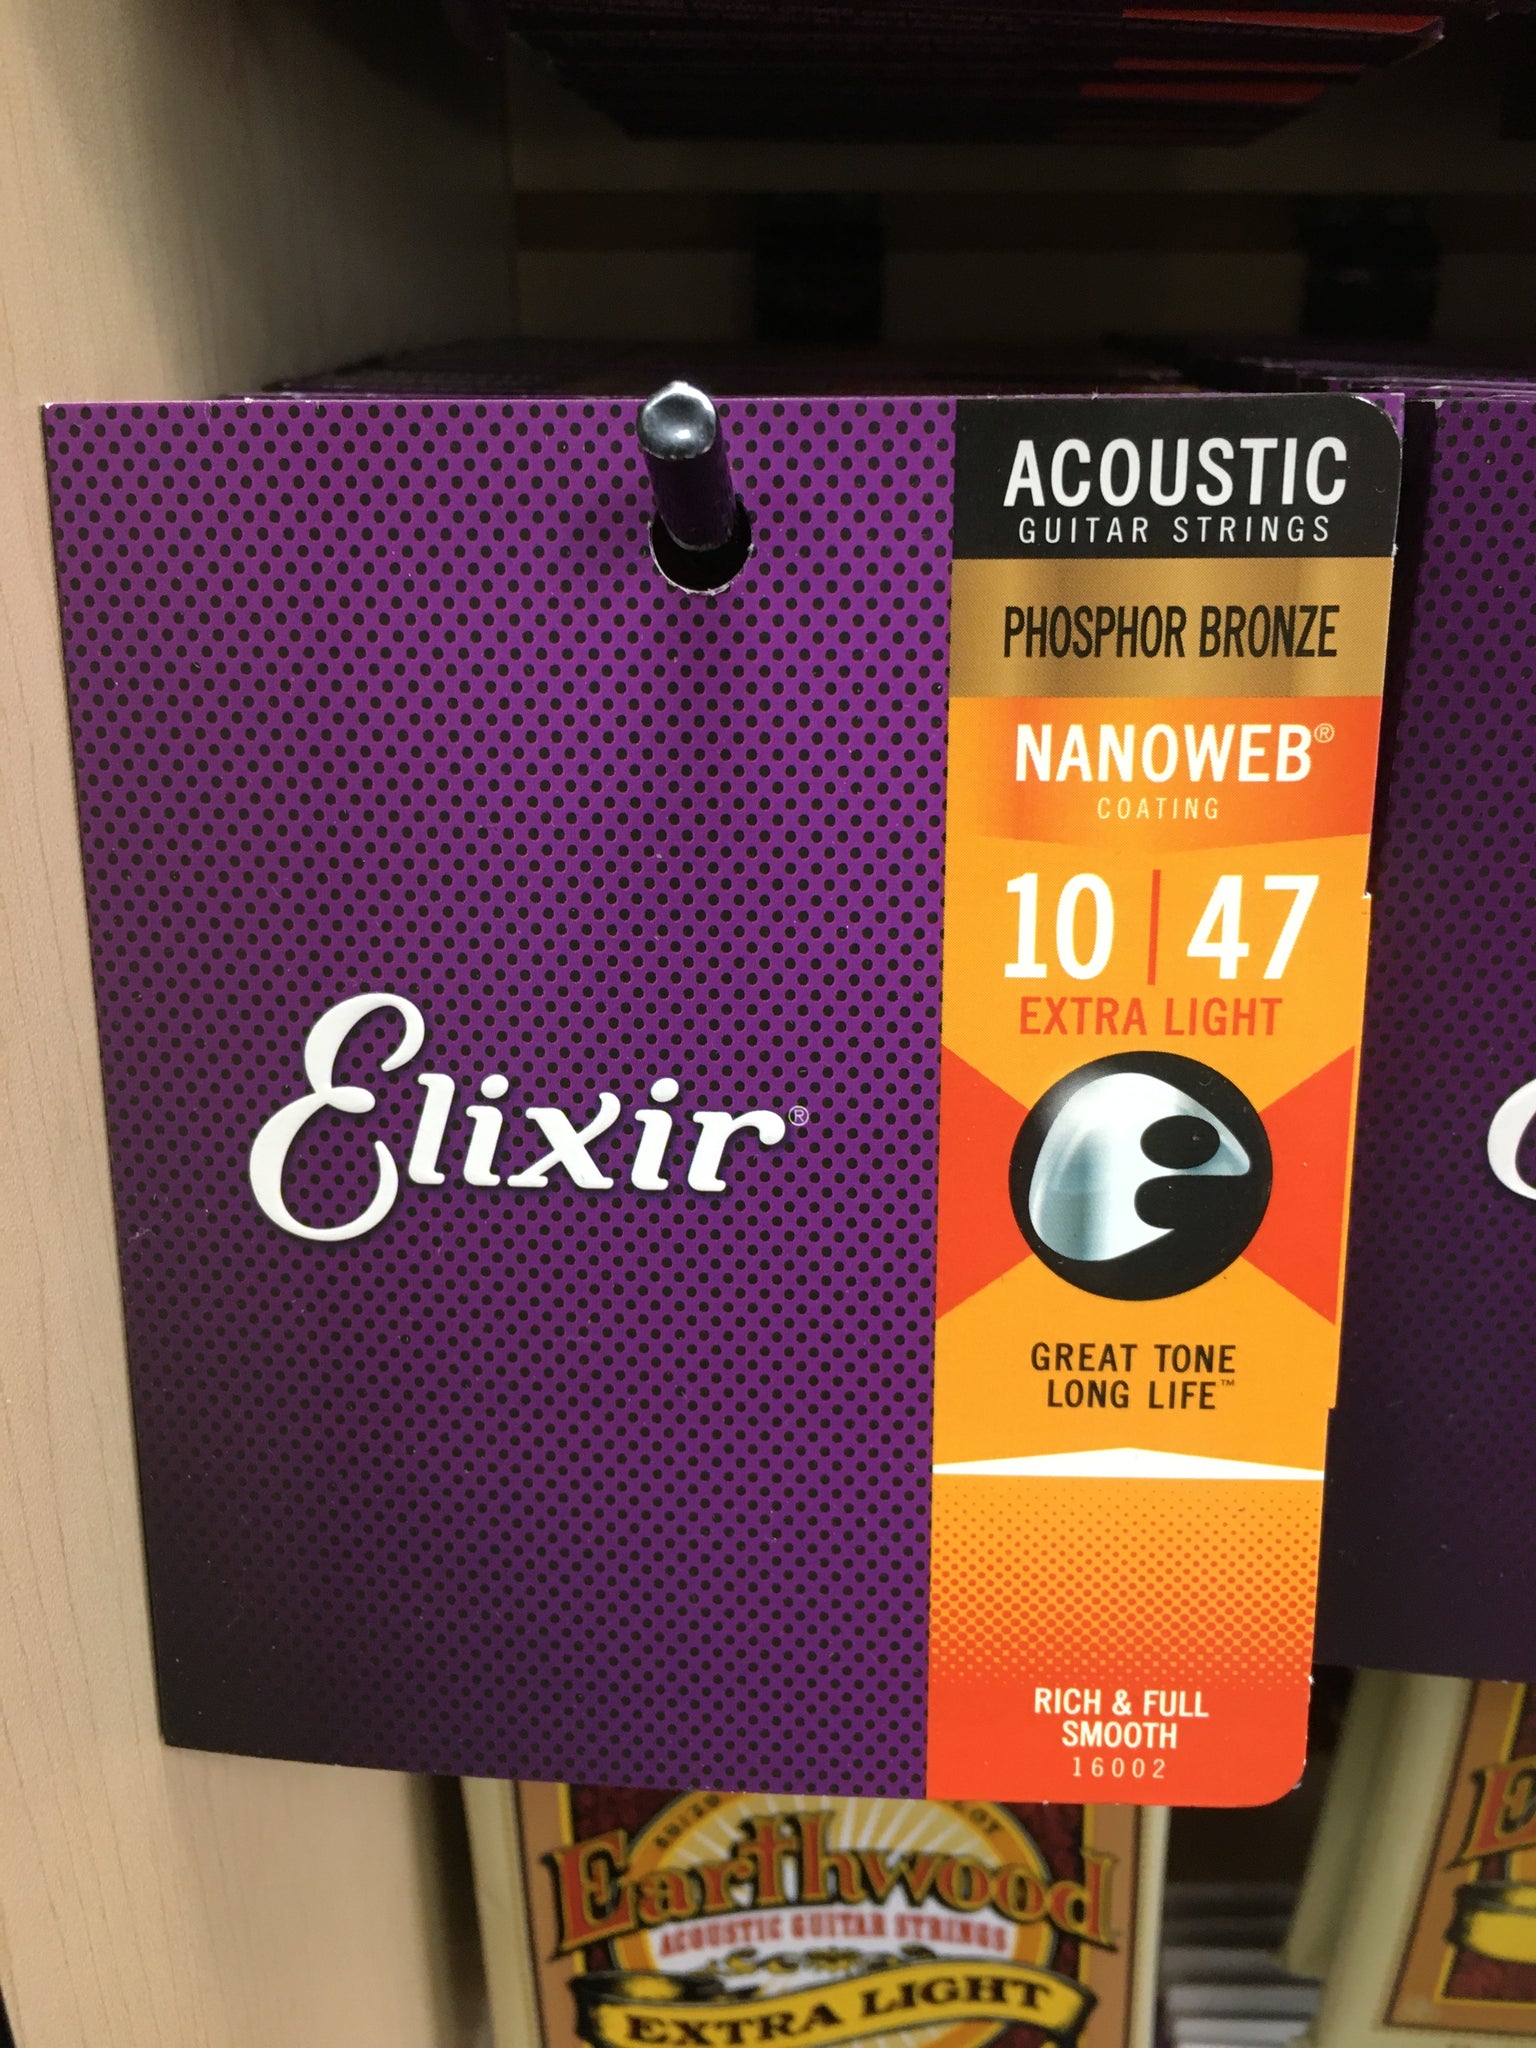 Elixir®
ACOUSTIC
GUITAR STRINGS
PHOSPHOR BRONZE
NANOWEB®
COATING
10 | 47
EXTRA LIGHT
GREAT TONE
LONG LIFE™
RICH & FULL
SMOOTH
16002
Earthwood
ACOUSTIC GUITAR STRINGS
EXTRA LIGHT